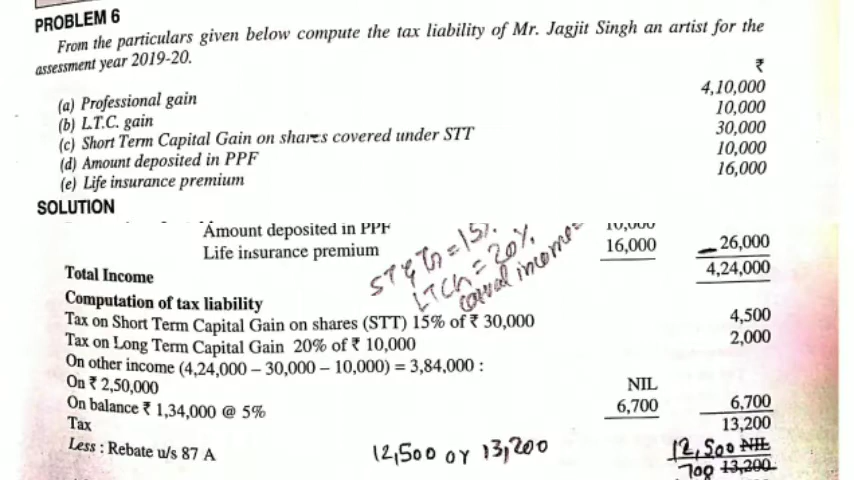 PROBLEM 6
From the particulars given below compute the tax liability of Mr. Jagjit Singh an artist for the
assessment year 2019-20.
₹
(a) Professional gain 4,10,000
(b) L.T.C. gain 10,000
(c) Short Term Capital Gain on shares covered under STT 30,000
(d) Amount deposited in PPF 10,000
(e) Life insurance premium 16,000
SOLUTION
Amount deposited in PPF 10,000
Life insurance premium 16,000 26,000
STCG = 15%
LTCG = 20%
casual income
Total Income 4,24,000
Computation of tax liability
Tax on Short Term Capital Gain on shares (STT) 15% of ₹ 30,000 4,500
Tax on Long Term Capital Gain 20% of ₹ 10,000 2,000
On other income (4,24,000 – 30,000 – 10,000) = 3,84,000 :
On ₹ 2,50,000 NIL
On balance ₹ 1,34,000 @ 5% 6,700 6,700
Tax 13,200
Less : Rebate u/s 87 A 12,500 or 13,200 12,500 NIL
700 13,200